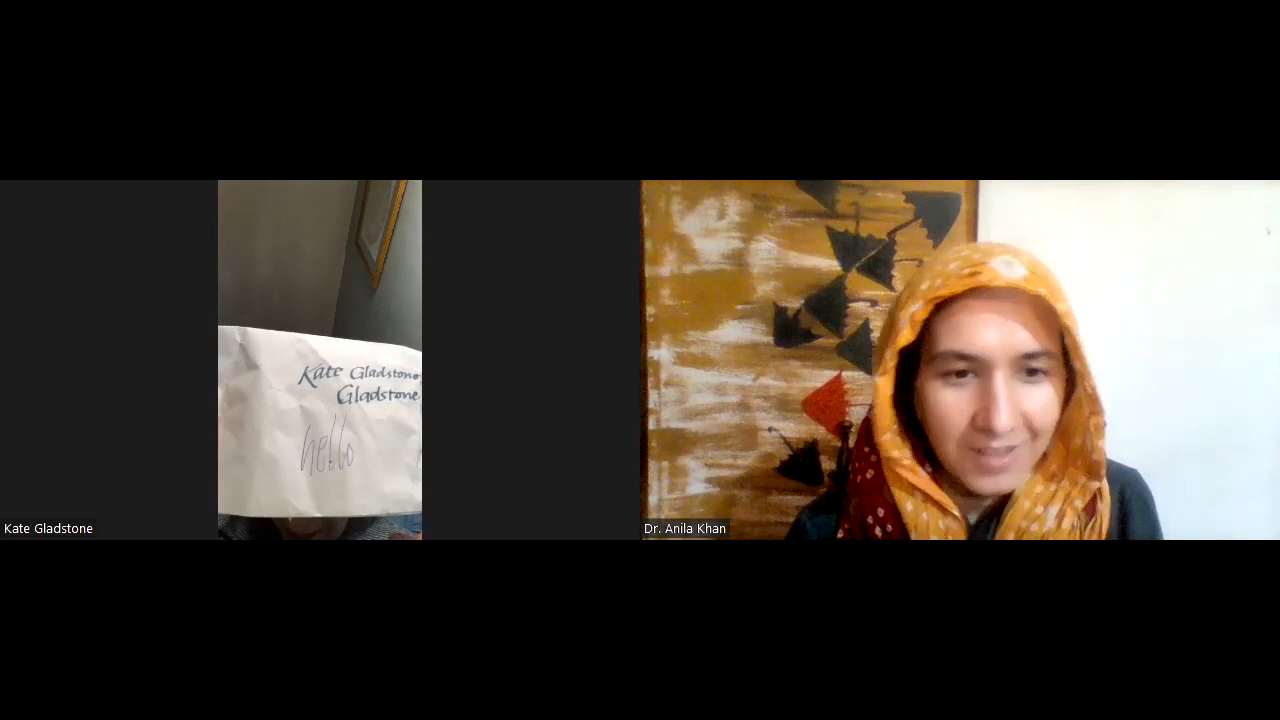 Kate Gladstone
Gladstone
hello
Kate Gladstone
Dr. Anila Khan